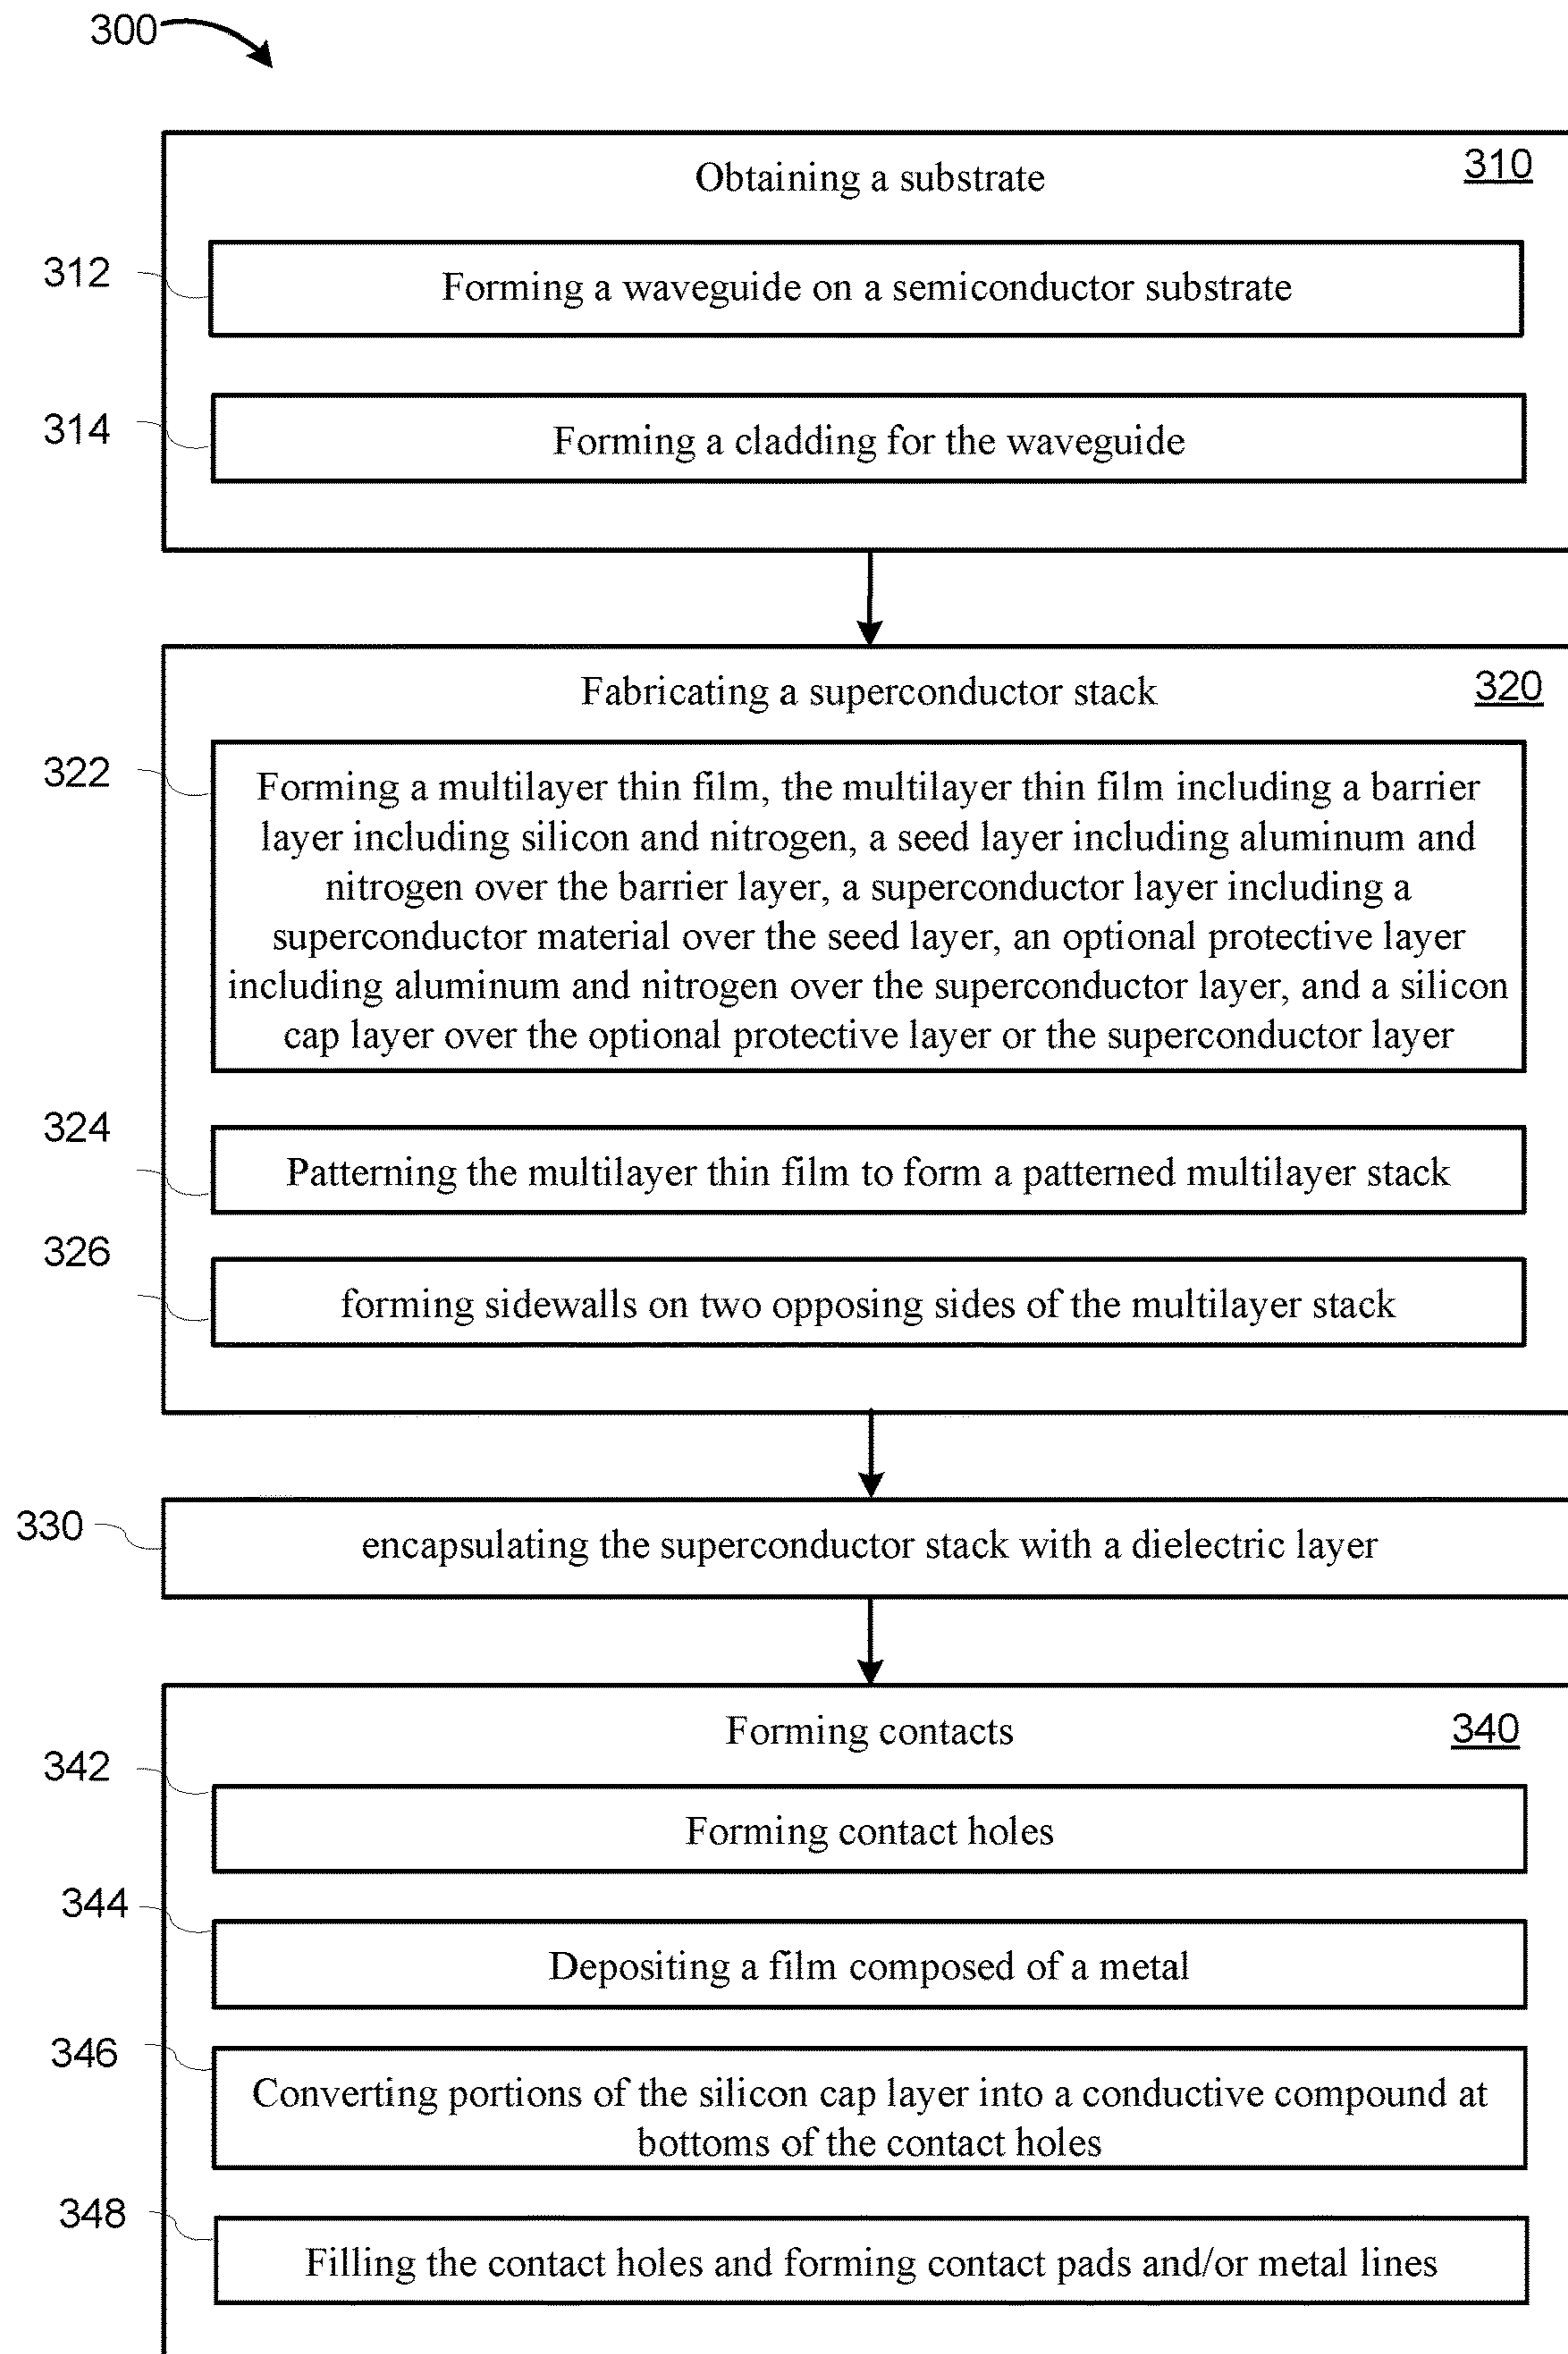 300
Obtaining a substrate 310
312
Forming a waveguide on a semiconductor substrate
314
Forming a cladding for the waveguide
Fabricating a superconductor stack 320
322
Forming a multilayer thin film, the multilayer thin film including a barrier
layer including silicon and nitrogen, a seed layer including aluminum and
nitrogen over the barrier layer, a superconductor layer including a
superconductor material over the seed layer, an optional protective layer
including aluminum and nitrogen over the superconductor layer, and a silicon
cap layer over the optional protective layer or the superconductor layer
324
Patterning the multilayer thin film to form a patterned multilayer stack
326
forming sidewalls on two opposing sides of the multilayer stack
330
encapsulating the superconductor stack with a dielectric layer
Forming contacts 340
342
Forming contact holes
344
Depositing a film composed of a metal
346
Converting portions of the silicon cap layer into a conductive compound at
bottoms of the contact holes
348
Filling the contact holes and forming contact pads and/or metal lines